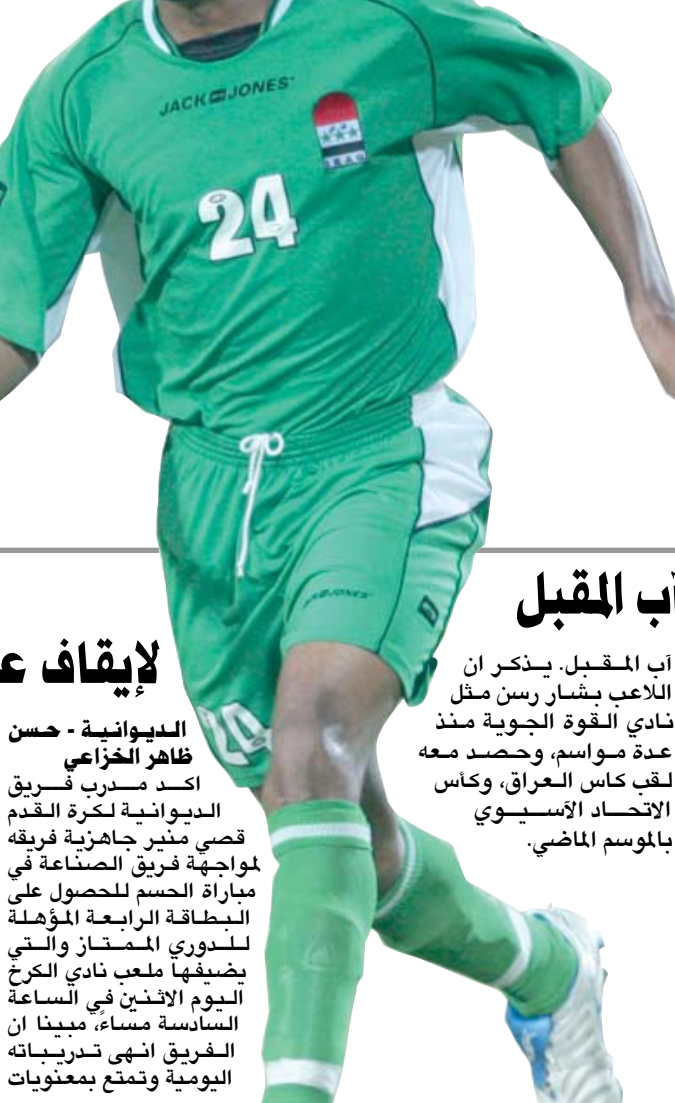 JACK JONES
24
IRAQ
آب المقبل
آب المقبل. يذكر ان
اللاعب بشار رسن مثل
نادي القوة الجوية منذ
عدة مواسم، وحصد معه
لقب كاس العراق، وكأس
الاتحاد الآسيوي
بالموسم الماضي.
لإيقاف
الديوانية - حسن
ظاهر الخزاعي
اكد مدرب فريق
الديوانية لكرة القدم
قصي منير جاهزية فريقه
لمواجهة فريق الصناعة في
مباراة الحسم للحصول على
البطاقة الرابعة المؤهلة
للدوري الممتاز والتي
يضيفها ملعب نادي الكرخ
اليوم الاثنين في الساعة
السادسة مساءً، مبينا ان
الفريق انهى تدريباته
اليومية وتمتع بمعنويات
JACK JONES
24